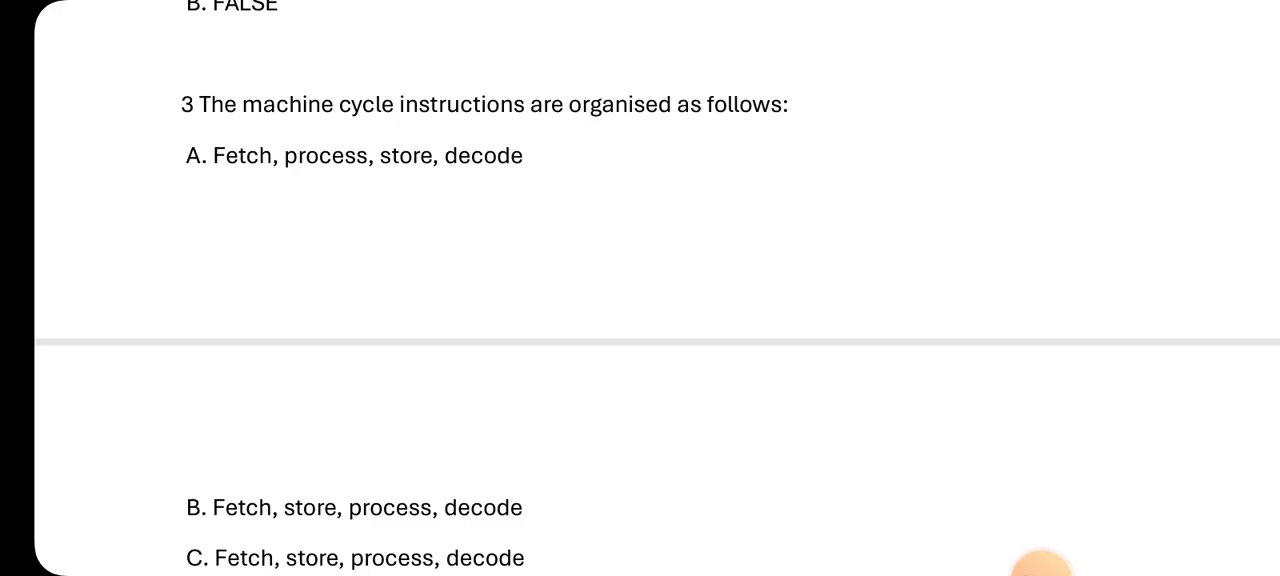 B. FALSE
3 The machine cycle instructions are organised as follows:
A. Fetch, process, store, decode
B. Fetch, store, process, decode
C. Fetch, store, process, decode